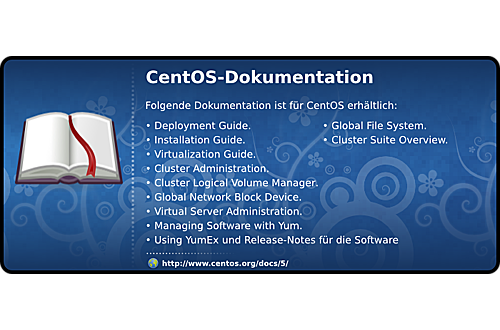 CentOS-Dokumentation
Folgende Dokumentation ist für CentOS erhältlich:
• Deployment Guide.
• Installation Guide.
• Virtualization Guide.
• Cluster Administration.
• Cluster Logical Volume Manager.
• Global Network Block Device.
• Virtual Server Administration.
• Managing Software with Yum.
• Using YumEx und Release-Notes für die Software
• Global File System.
• Cluster Suite Overview.
http://www.centos.org/docs/5/